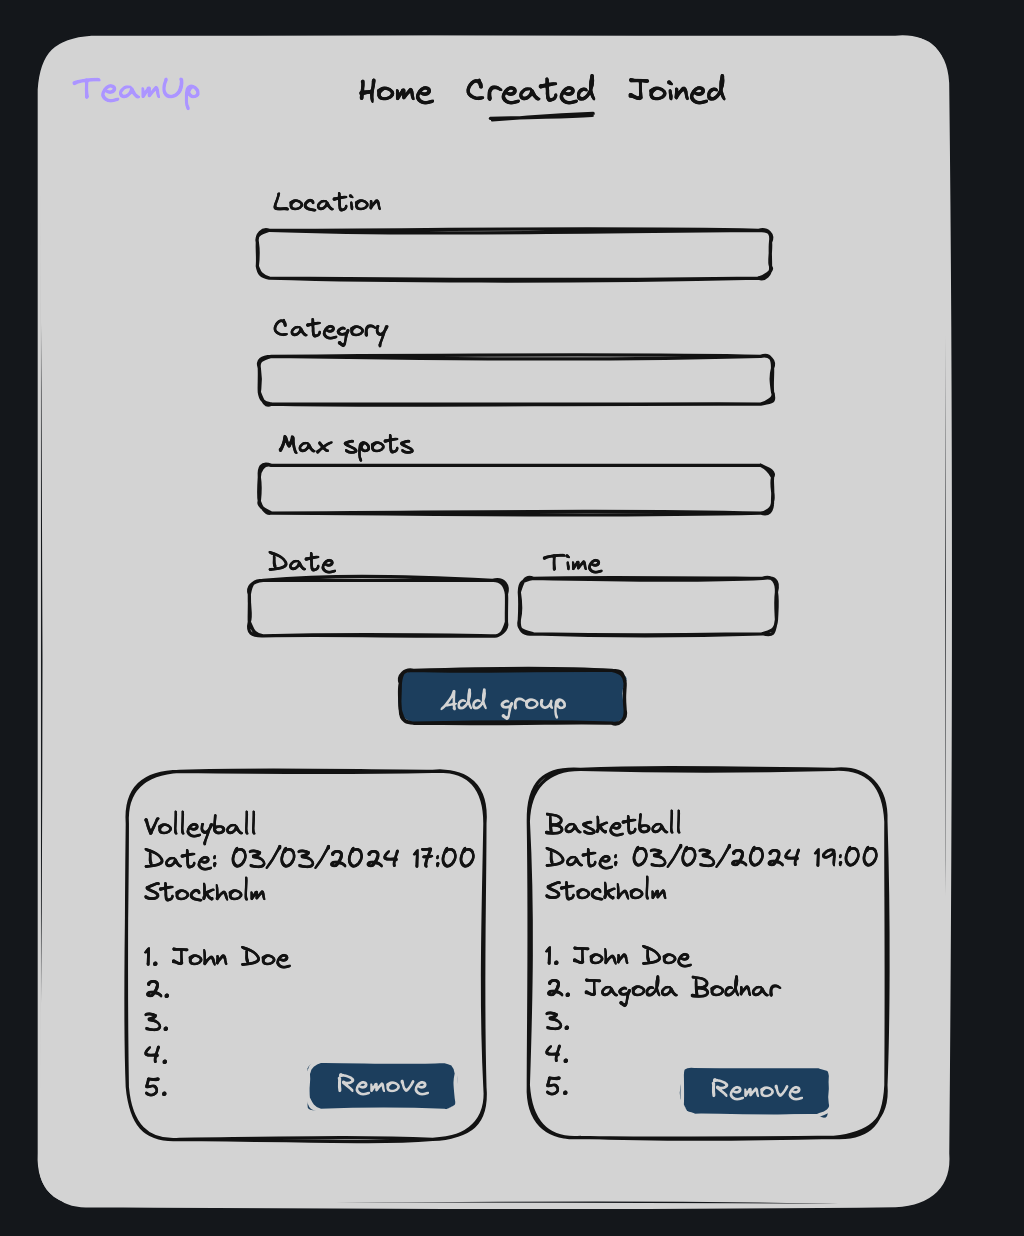 TeamUp Home Created Joined
Location
Category
Max spots
Date Time
Add group
Volleyball
Date: 03/03/2024 17:00
Stockholm
1. John Doe
2.
3.
4.
5.
Remove
Basketball
Date: 03/03/2024 19:00
Stockholm
1. John Doe
2. Jagoda Bodnar
3.
4.
5.
Remove